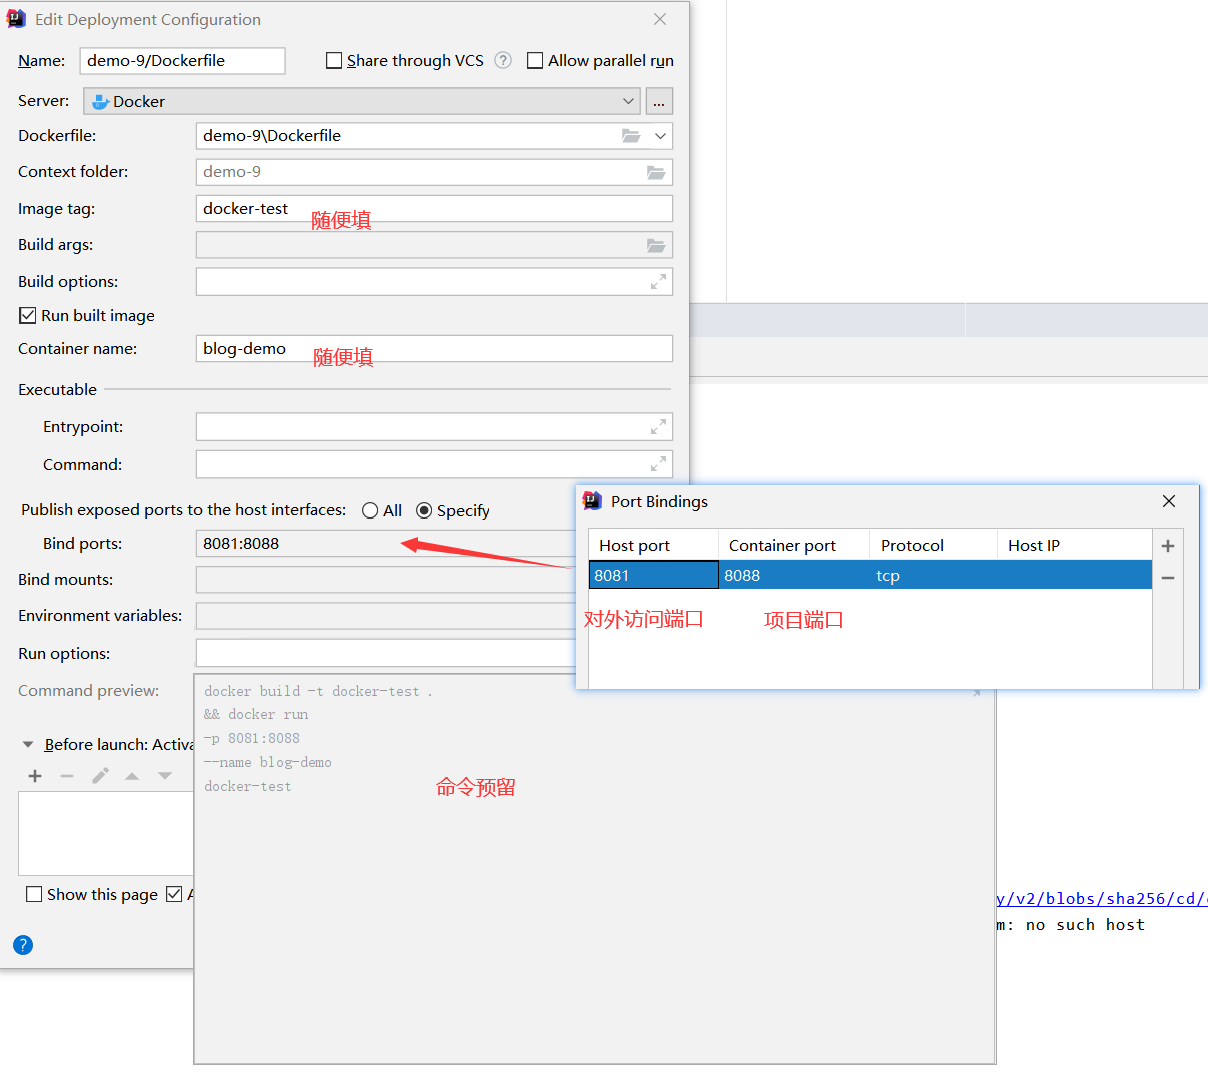 Edit Deployment Configuration
Name: demo-9/Dockerfile Share through VCS ? Allow parallel run
Server: Docker ...
Dockerfile: demo-9\Dockerfile
Context folder: demo-9
Image tag: docker-test
随便填
Build args:
Build options:
Run built image
Container name: blog-demo
随便填
Executable
Entrypoint:
Command:
Publish exposed ports to the host interfaces: All Specify
Bind ports: 8081:8088
Bind mounts:
Environment variables:
Run options:
Command preview:
docker build -t docker-test .
&& docker run
-p 8081:8088
--name blog-demo
docker-test
命令预留
Before launch: Activa
Show this page A
?
Port Bindings
Host port Container port Protocol Host IP
8081 8088 tcp
对外访问端口 项目端口
y/v2/blobs/sha256/cd/
m: no such host